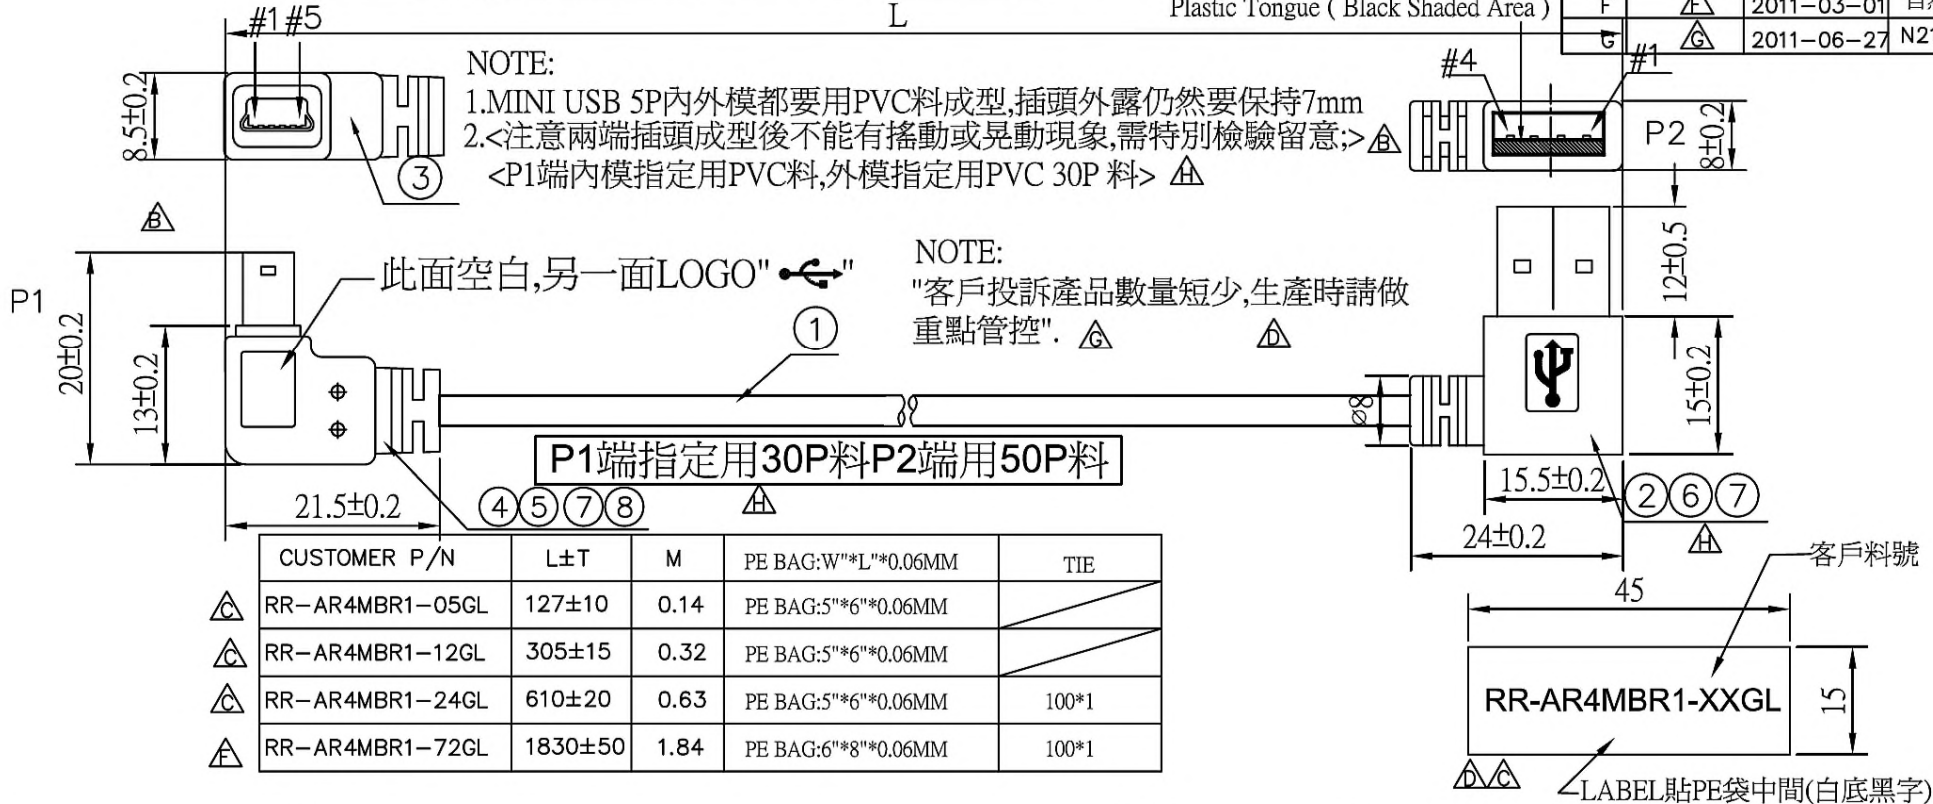 #1 #5
L
Plastic Tongue ( Black Shaded Area )
F F 2011-03-01
G G 2011-06-27 N21
8.5±0.2
NOTE:
1.MINI USB 5P內外模都要用PVC料成型,插頭外露仍然要保持7mm
2.<注意兩端插頭成型後不能有搖動或晃動現象,需特別檢驗留意;> B
<P1端內模指定用PVC料,外模指定用PVC 30P 料> H
3
#4 #1
P2
8±0.2
B
P1
20±0.2
13±0.2
此面空白,另一面LOGO" "
1
NOTE:
"客戶投訴產品數量短少,生產時請做
重點管控". G D
12±0.5
15±0.2
ø8
P1端指定用30P料P2端用50P料
H
21.5±0.2
4 5 7 8
15.5±0.2
2 6 7
24±0.2
H
CUSTOMER P/N L±T M PE BAG:W"*L"*0.06MM TIE
C RR-AR4MBR1-05GL 127±10 0.14 PE BAG:5"*6"*0.06MM
C RR-AR4MBR1-12GL 305±15 0.32 PE BAG:5"*6"*0.06MM
C RR-AR4MBR1-24GL 610±20 0.63 PE BAG:5"*6"*0.06MM 100*1
F RR-AR4MBR1-72GL 1830±50 1.84 PE BAG:6"*8"*0.06MM 100*1
客戶料號
45
RR-AR4MBR1-XXGL
15
D C
LABEL貼PE袋中間(白底黑字)